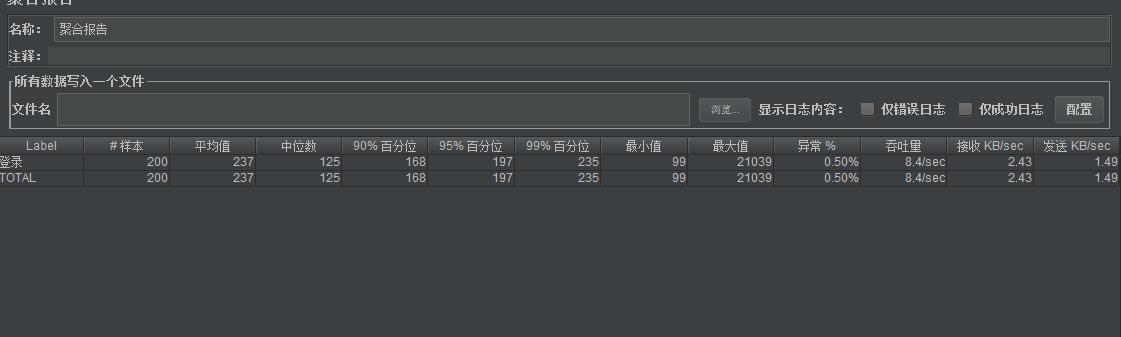 聚合报告
名称： 聚合报告
注释：
所有数据写入一个文件
文件名 浏览... 显示日志内容： 仅错误日志 仅成功日志 配置
Label # 样本 平均值 中位数 90% 百分位 95% 百分位 99% 百分位 最小值 最大值 异常 % 吞吐量 接收 KB/sec 发送 KB/sec
登录 200 237 125 168 197 235 99 21039 0.50% 8.4/sec 2.43 1.49
TOTAL 200 237 125 168 197 235 99 21039 0.50% 8.4/sec 2.43 1.49